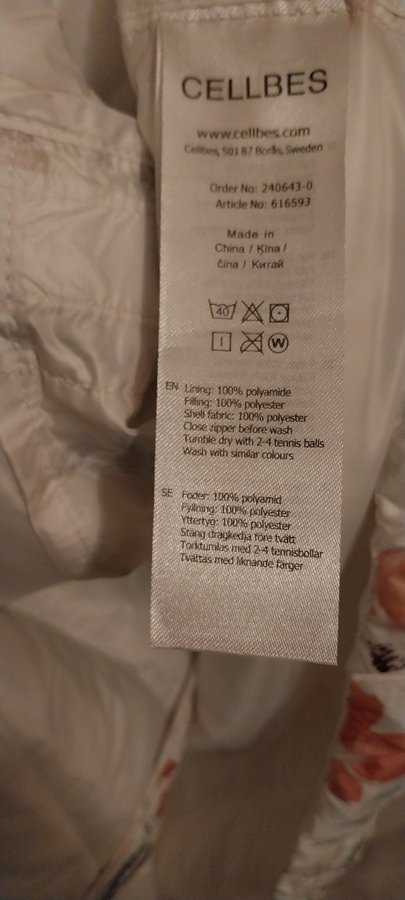 CELLBES
www.cellbes.com
Cellbes, 501 87 Borås, Sweden
Order No: 240643-0
Article No: 616593
Made in
China / Ķīna /
čína / Китай
40
W
EN Lining: 100% polyamide
Filling: 100% polyester
Shell fabric: 100% polyester
Close zipper before wash
Tumble dry with 2-4 tennis balls
Wash with similar colours
SE Foder: 100% polyamid
Fyllning: 100% polyester
Yttertyg: 100% polyester
Stäng dragkedja före tvätt
Torktumlas med 2-4 tennisbollar
Tvättas med liknande färger